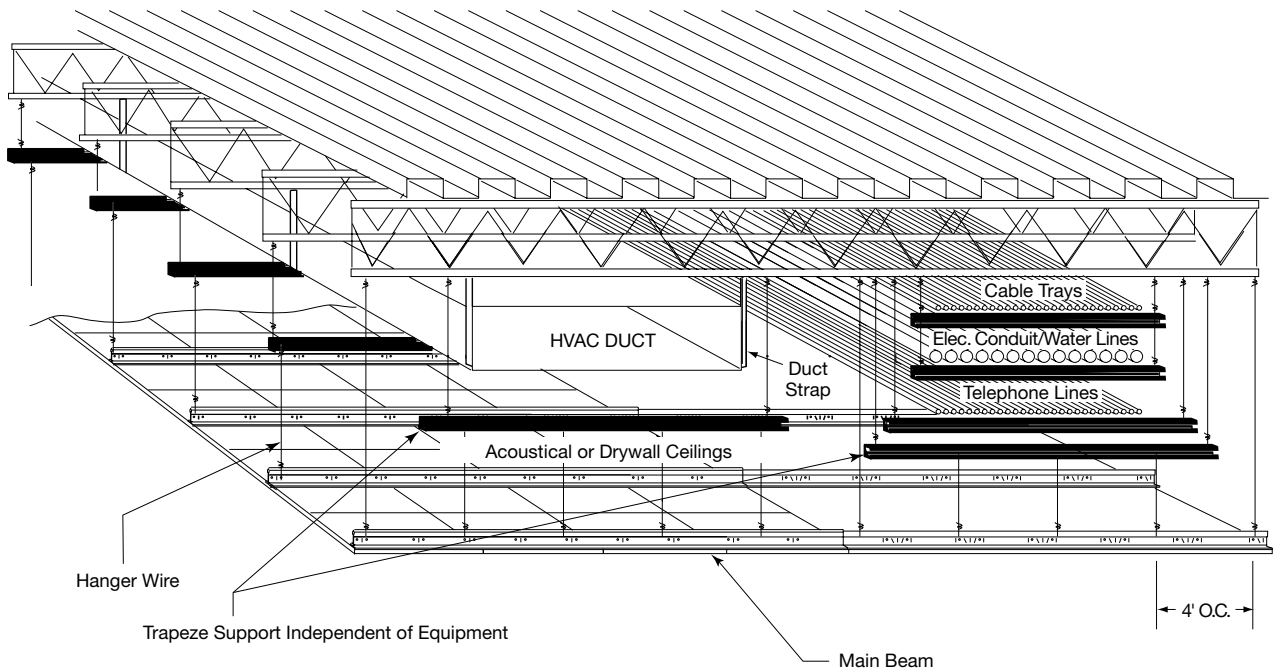 Cable Trays
HVAC DUCT
Elec. Conduit/Water Lines
Duct
Strap
Telephone Lines
Acoustical or Drywall Ceilings
Hanger Wire
4' O.C.
Trapeze Support Independent of Equipment
Main Beam